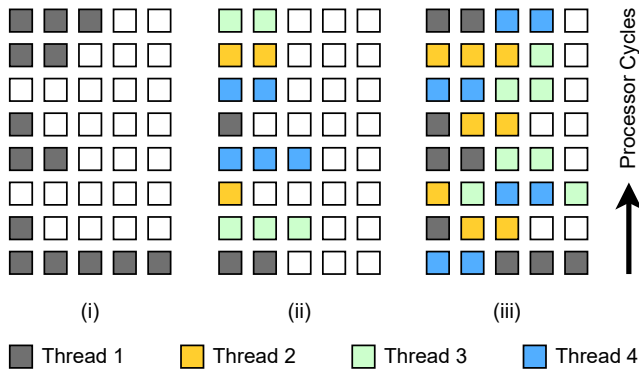 Processor Cycles
(i) (ii) (iii)
Thread 1 Thread 2 Thread 3 Thread 4